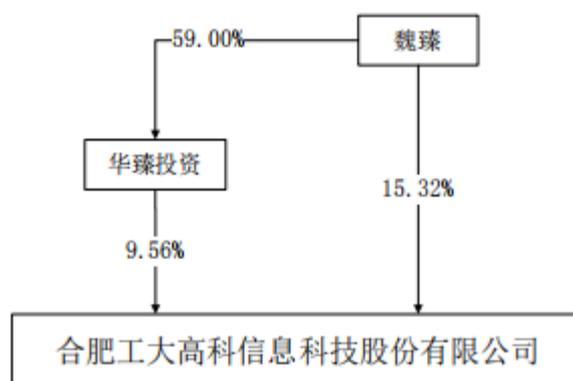 59.00%
魏臻
华臻投资
15.32%
9.56%
合肥工大高科信息科技股份有限公司